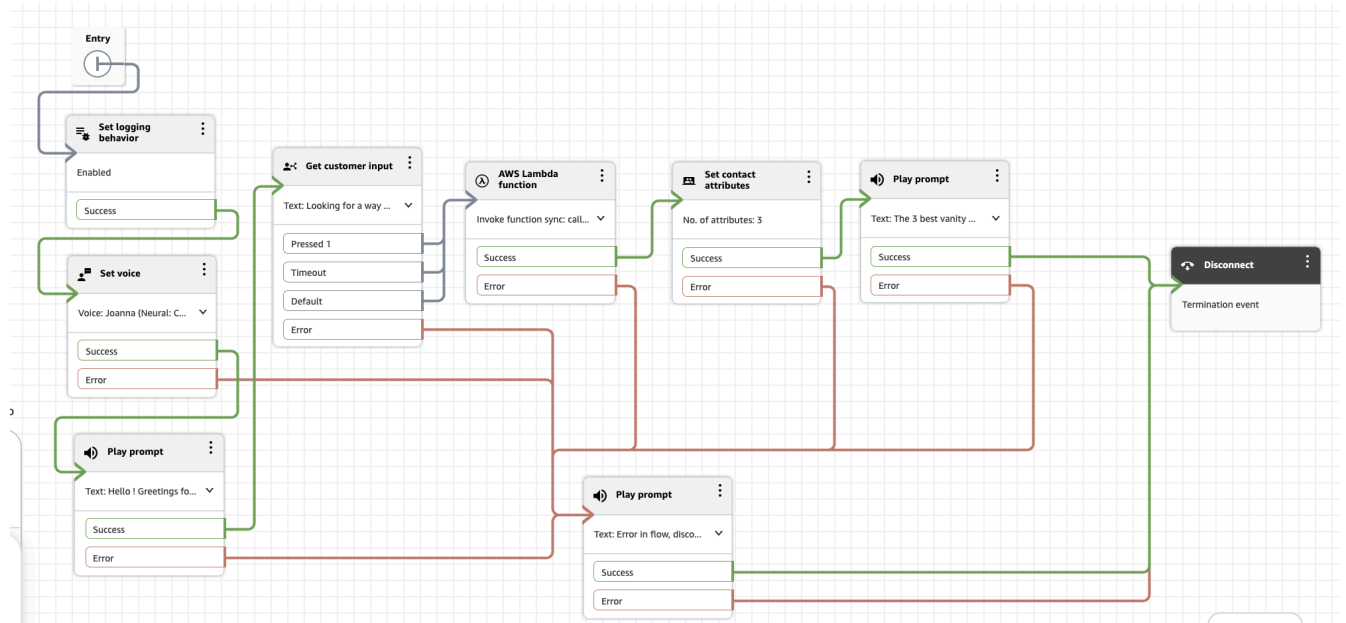 Entry
Set logging
behavior
Enabled
Success
Set voice
Voice: Joanna (Neural: C...
Success
Error
Play prompt
Text: Hello ! Greetings fo...
Success
Error
Get customer input
Text: Looking for a way ...
Pressed 1
Timeout
Default
Error
AWS Lambda
function
Invoke function sync: call...
Success
Error
Set contact
attributes
No. of attributes: 3
Success
Error
Play prompt
Text: The 3 best vanity ...
Success
Error
Play prompt
Text: Error in flow, disco...
Success
Error
Disconnect
Termination event